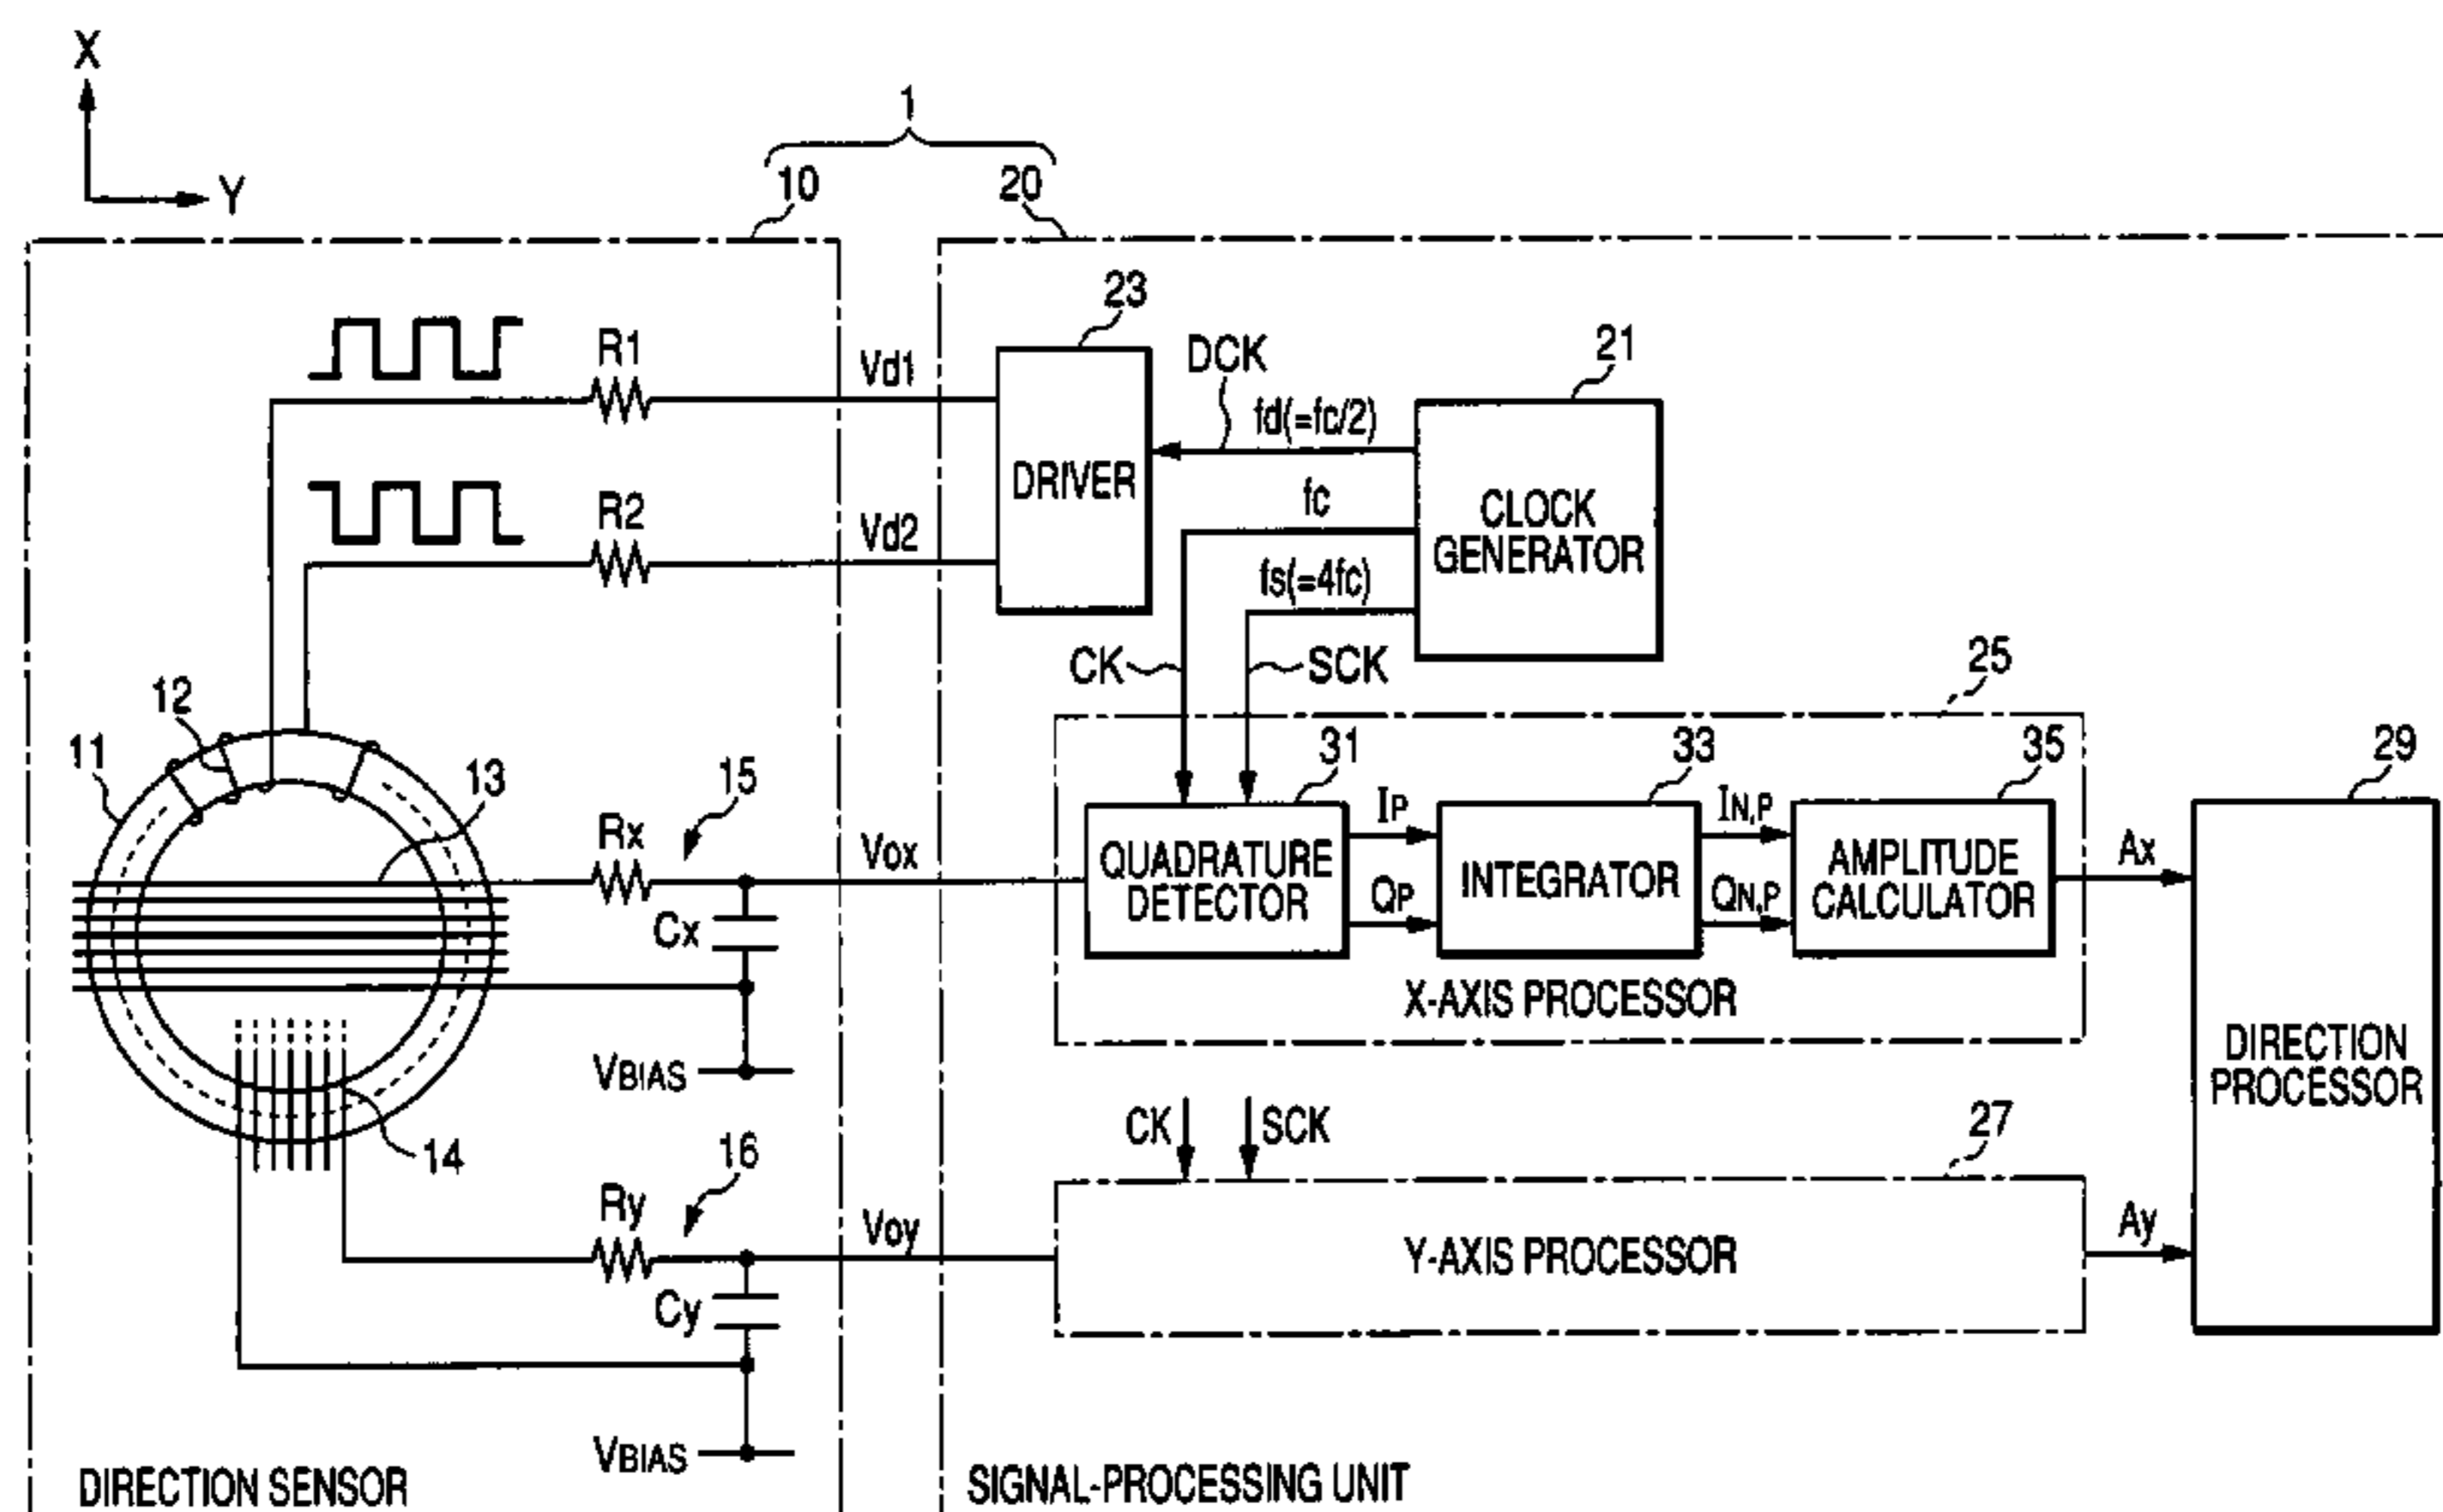 X
Y
1
10
20
R1
Vd1
R2
Vd2
23
DRIVER
DCK
fd(=fc/2)
fc
fs(=4fc)
21
CLOCK
GENERATOR
CK
SCK
12
11
13
15
Rx
Cx
Vox
VBIAS
25
31
QUADRATURE
DETECTOR
IP
QP
33
INTEGRATOR
IN,P
QN,P
35
AMPLITUDE
CALCULATOR
X-AXIS PROCESSOR
Ax
29
DIRECTION
PROCESSOR
14
16
Ry
Cy
Voy
VBIAS
CK
SCK
27
Y-AXIS PROCESSOR
Ay
DIRECTION SENSOR
SIGNAL-PROCESSING UNIT